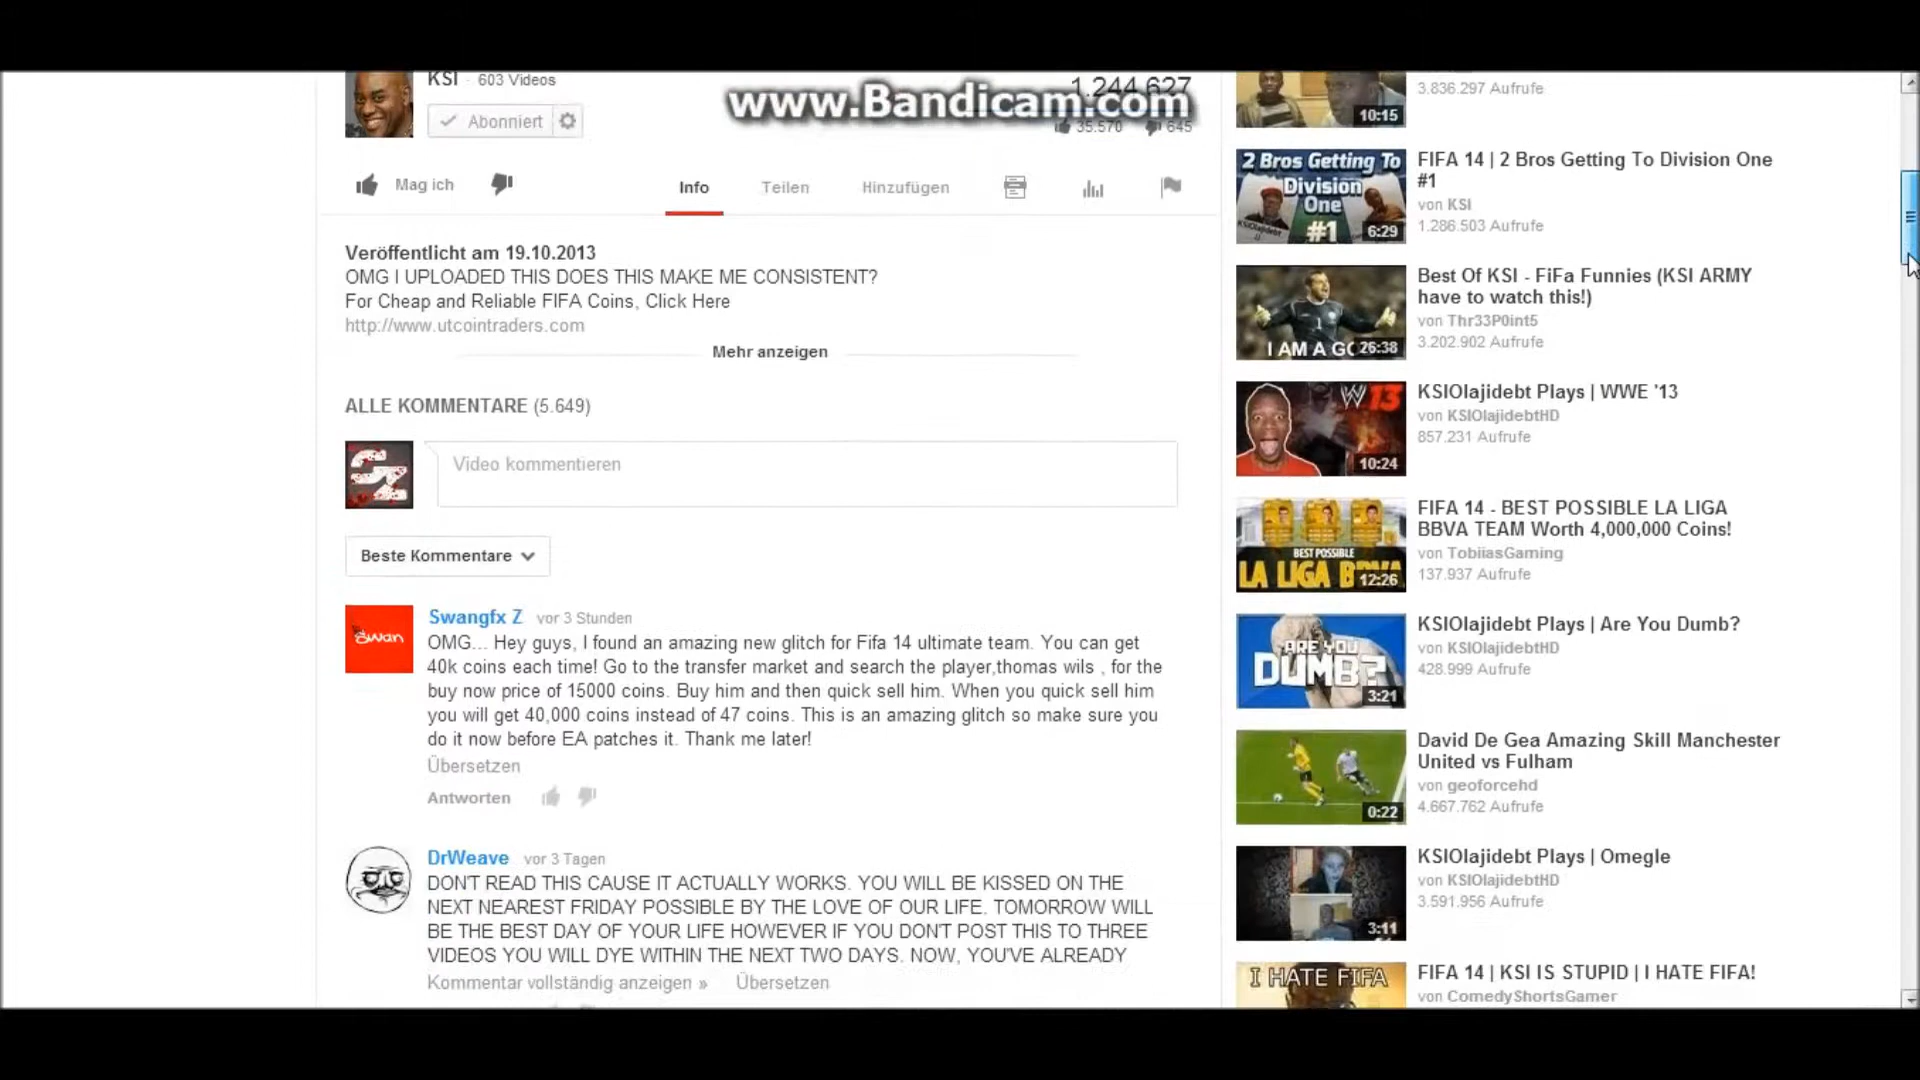 www.Bandicam.com
KSI · 603 Videos
1.244.627
Abonniert
35.570 645
Mag ich
Info Teilen Hinzufügen
Veröffentlicht am 19.10.2013
OMG I UPLOADED THIS DOES THIS MAKE ME CONSISTENT?
For Cheap and Reliable FIFA Coins, Click Here
http://www.utcointraders.com
Mehr anzeigen
ALLE KOMMENTARE (5.649)
Video kommentieren
Beste Kommentare
Swan
Swangfx Z vor 3 Stunden
OMG... Hey guys, I found an amazing new glitch for Fifa 14 ultimate team. You can get
40k coins each time! Go to the transfer market and search the player,thomas wils , for the
buy now price of 15000 coins. Buy him and then quick sell him. When you quick sell him
you will get 40,000 coins instead of 47 coins. This is an amazing glitch so make sure you
do it now before EA patches it. Thank me later!
Übersetzen
Antworten
DrWeave vor 3 Tagen
DON'T READ THIS CAUSE IT ACTUALLY WORKS. YOU WILL BE KISSED ON THE
NEXT NEAREST FRIDAY POSSIBLE BY THE LOVE OF OUR LIFE. TOMORROW WILL
BE THE BEST DAY OF YOUR LIFE HOWEVER IF YOU DON'T POST THIS TO THREE
VIDEOS YOU WILL DYE WITHIN THE NEXT TWO DAYS. NOW, YOU'VE ALREADY
Kommentar vollständig anzeigen » Übersetzen
10:15
3.836.297 Aufrufe
2 Bros Getting To
Division
One
#1
6:29
FIFA 14 | 2 Bros Getting To Division One
#1
von KSI
1.286.503 Aufrufe
I AM A GO
26:38
Best Of KSI - FiFa Funnies (KSI ARMY
have to watch this!)
von Thr33P0int5
3.202.902 Aufrufe
W 13
10:24
KSIOlajidebt Plays | WWE '13
von KSIOlajidebtHD
857.231 Aufrufe
BEST POSSIBLE
LA LIGA BBVA
12:26
FIFA 14 - BEST POSSIBLE LA LIGA
BBVA TEAM Worth 4,000,000 Coins!
von TobiiasGaming
137.937 Aufrufe
ARE YOU
DUMB?
3:21
KSIOlajidebt Plays | Are You Dumb?
von KSIOlajidebtHD
428.999 Aufrufe
0:22
David De Gea Amazing Skill Manchester
United vs Fulham
von geoforcehd
4.667.762 Aufrufe
3:11
KSIOlajidebt Plays | Omegle
von KSIOlajidebtHD
3.591.956 Aufrufe
I HATE FIFA
FIFA 14 | KSI IS STUPID | I HATE FIFA!
von ComedyShortsGamer